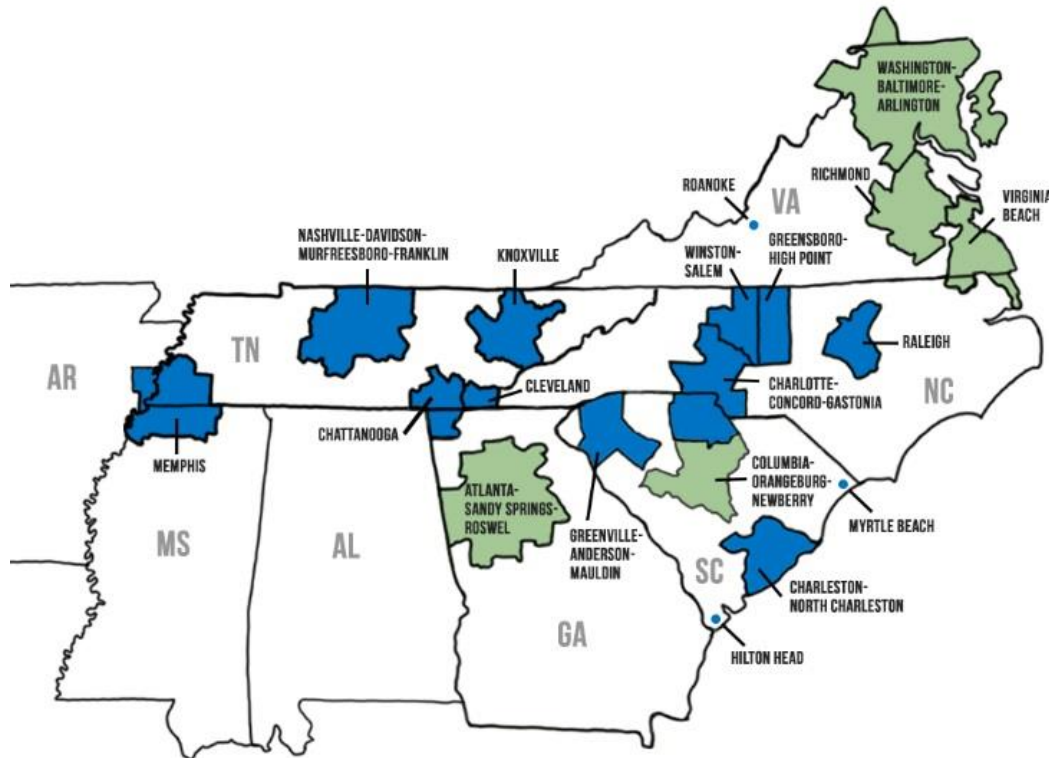 WASHINGTON-
BALTIMORE-
ARLINGTON
ROANOKE
VA
RICHMOND
VIRGINIA
BEACH
NASHVILLE-DAVIDSON-
MURFREESBORO-FRANKLIN
KNOXVILLE
WINSTON-
SALEM
GREENSBORO-
HIGH POINT
TN
AR
RALEIGH
CLEVELAND
CHARLOTTE-
CONCORD-GASTONIA
NC
CHATTANOOGA
MEMPHIS
ATLANTA-
SANDY SPRINGS-
ROSWEL
COLUMBIA-
ORANGEBURG-
NEWBERRY
MYRTLE BEACH
GREENVILLE-
ANDERSON-
MAULDIN
MS
AL
SC
CHARLESTON-
NORTH CHARLESTON
GA
HILTON HEAD